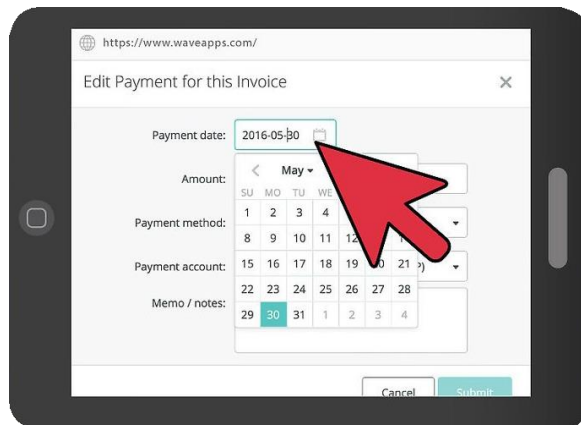 https://www.waveapps.com/
Edit Payment for this Invoice ×
Payment date: 2016-05-30
Amount:
May
SU MO TU WE
1 2 3 4
Payment method:
8 9 10 11 12
Payment account:
15 16 17 18 19 20 21
22 23 24 25 26 27 28
Memo / notes:
29 30 31 1 2 3 4
Cancel Submit